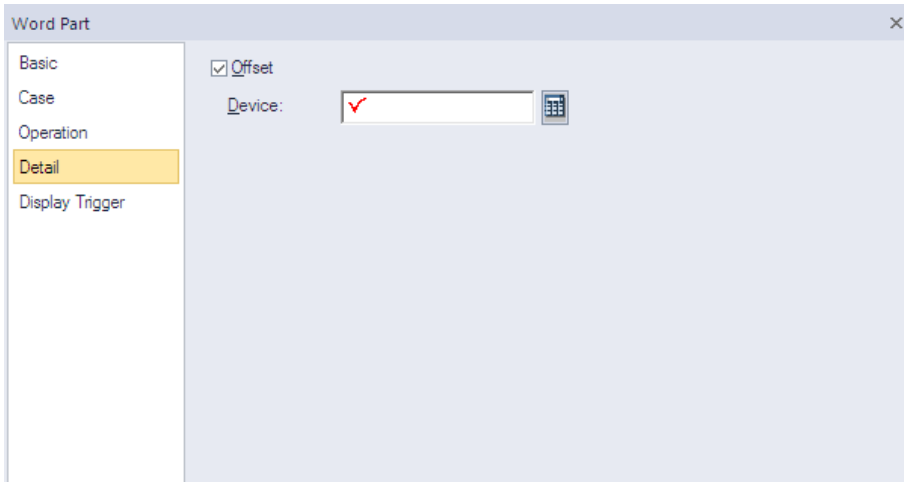 Word Part
Basic
Case
Operation
Detail
Display Trigger
Offset
Device: